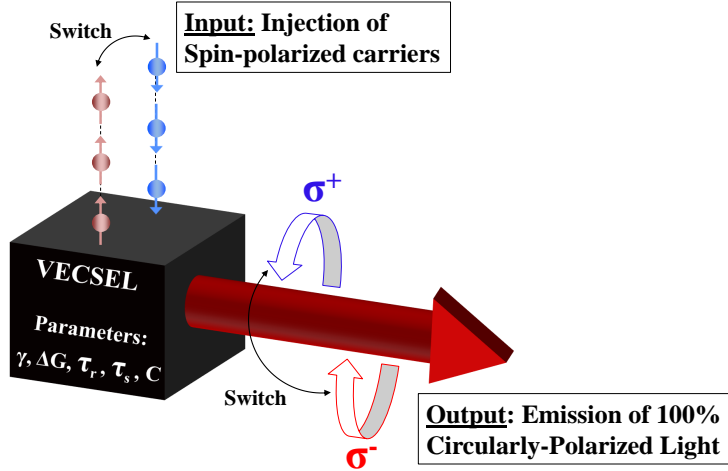 Switch
Input: Injection of
Spin-polarized carriers
σ+
VECSEL
Parameters:
γ, ΔG, τr, τs, C
Switch
σ-
Output: Emission of 100%
Circularly-Polarized Light